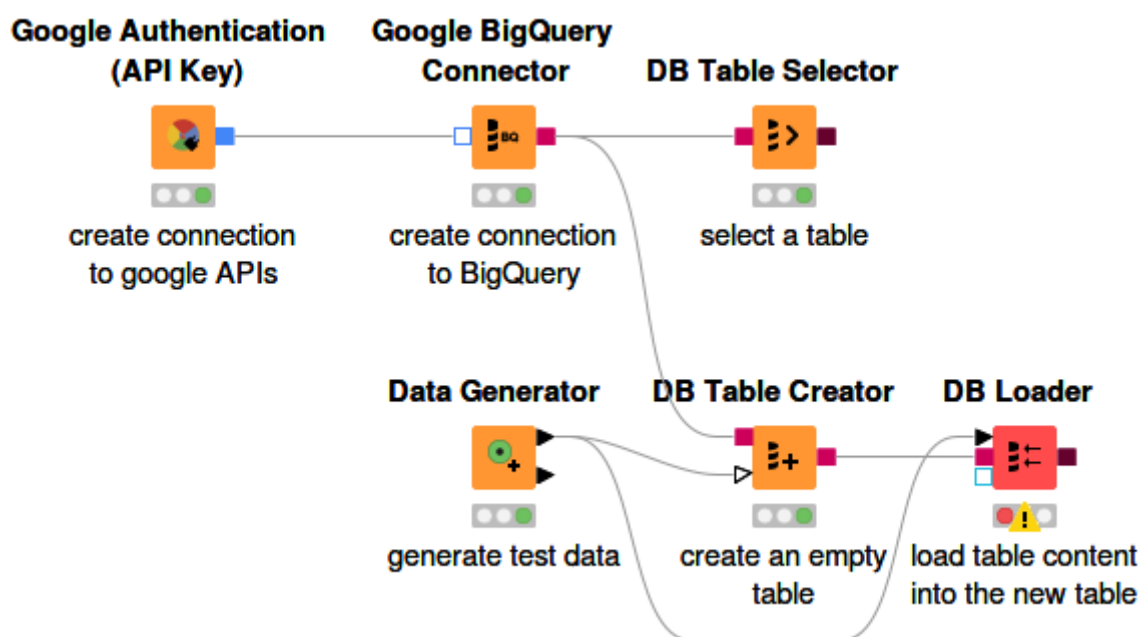 Google Authentication
(API Key)
Google BigQuery
Connector
DB Table Selector
BQ
create connection
to google APIs
create connection
to BigQuery
select a table
Data Generator
DB Table Creator
DB Loader
generate test data
create an empty
table
load table content
into the new table